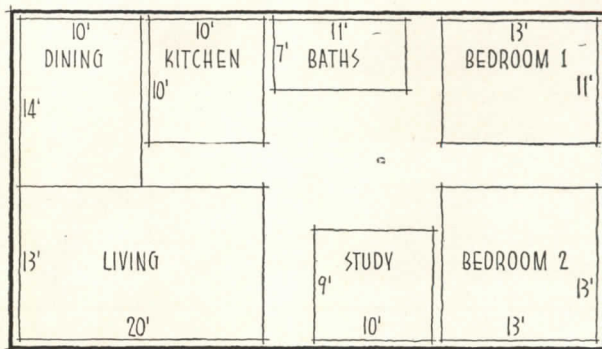 10'
DINING
14'
10'
KITCHEN
10'
11'
7'
BATHS
13'
BEDROOM 1
11'
13'
LIVING
20'
STUDY
9'
10'
BEDROOM 2
13'
13'